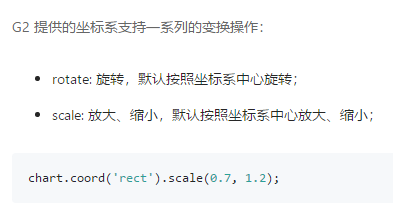 G2 提供的坐标系支持一系列的变换操作：
rotate: 旋转，默认按照坐标系中心旋转；
scale: 放大、缩小，默认按照坐标系中心放大、缩小；
chart.coord('rect').scale(0.7, 1.2);